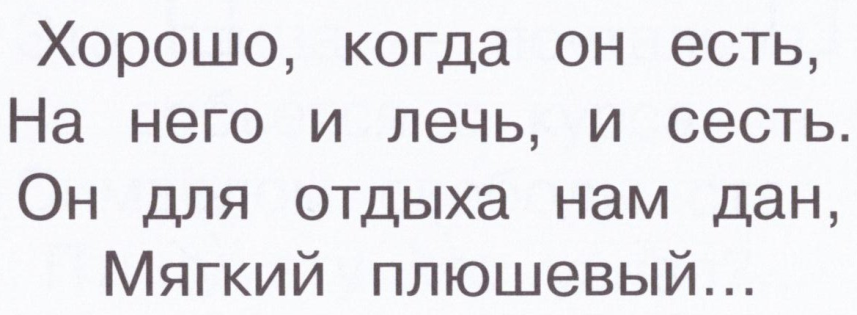 Хорошо, когда он есть,
На него и лечь, и сесть.
Он для отдыха нам дан,
Мягкий плюшевый...